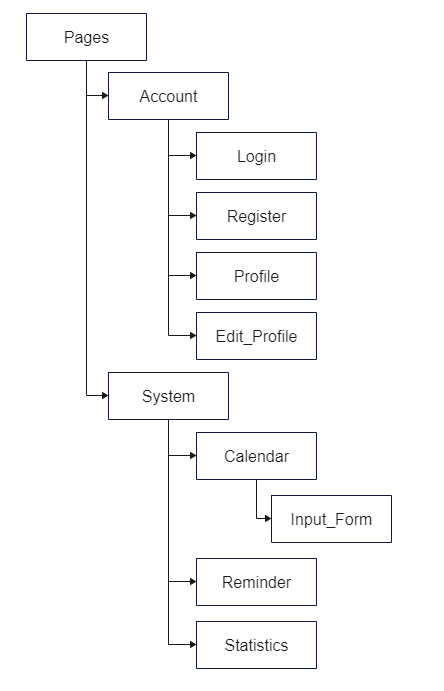 Pages
Account
Login
Register
Profile
Edit_Profile
System
Calendar
Input_Form
Reminder
Statistics